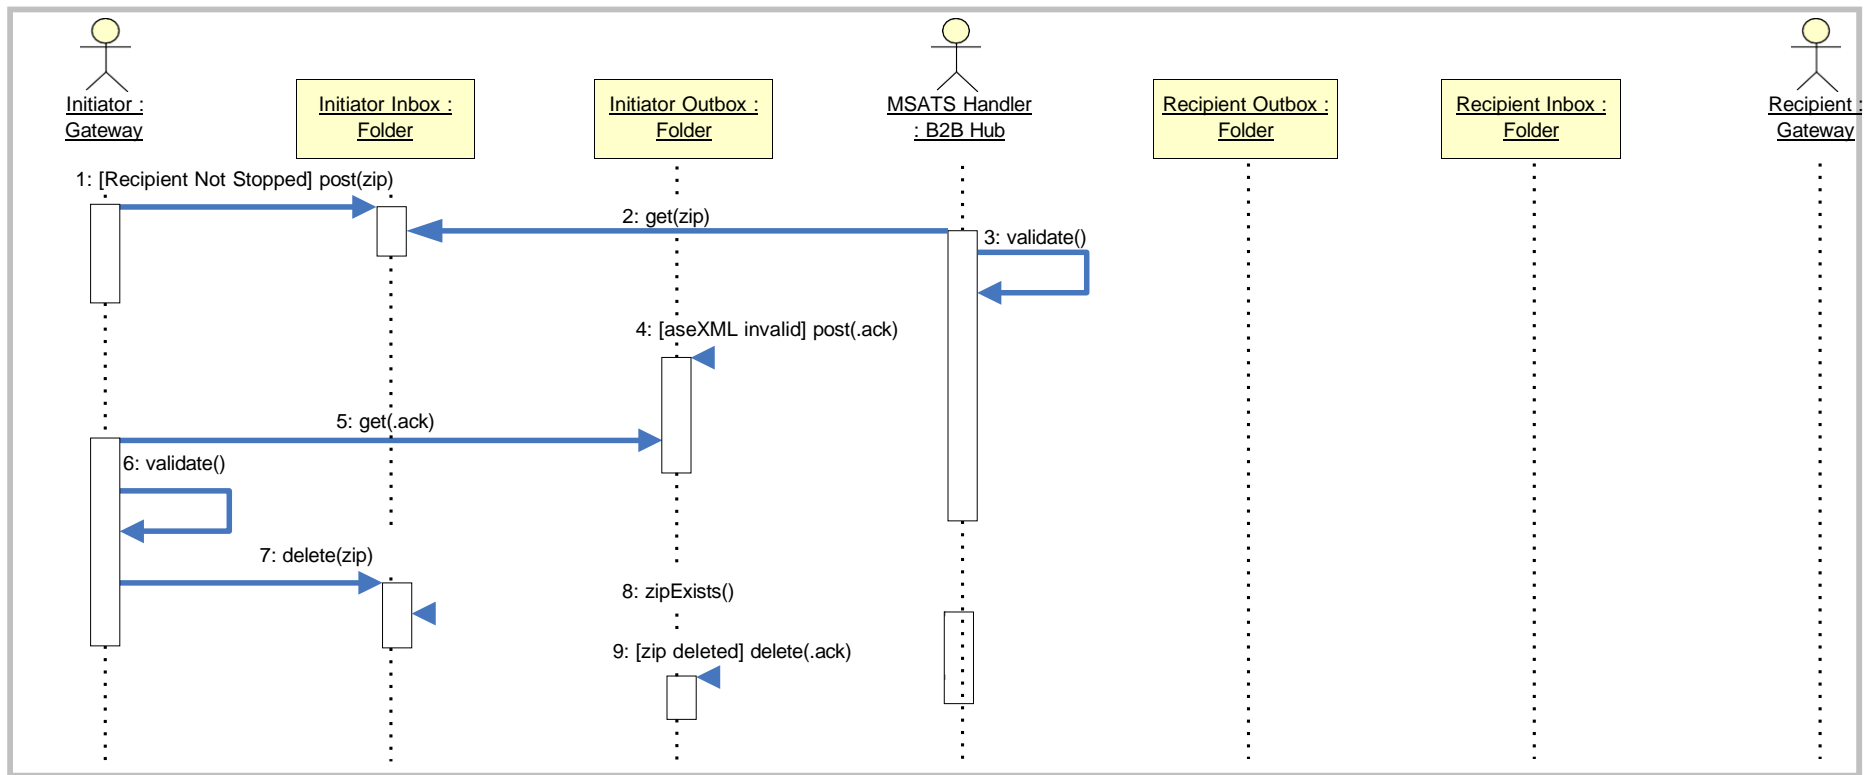 Initiator :
Gateway
Initiator Inbox :
Folder
Initiator Outbox :
Folder
MSATS Handler
: B2B Hub
Recipient Outbox :
Folder
Recipient Inbox :
Folder
Recipient :
Gateway
1: [Recipient Not Stopped] post(zip)
2: get(zip)
3: validate()
4: [aseXML invalid] post(.ack)
5: get(.ack)
6: validate()
7: delete(zip)
8: zipExists()
9: [zip deleted] delete(.ack)